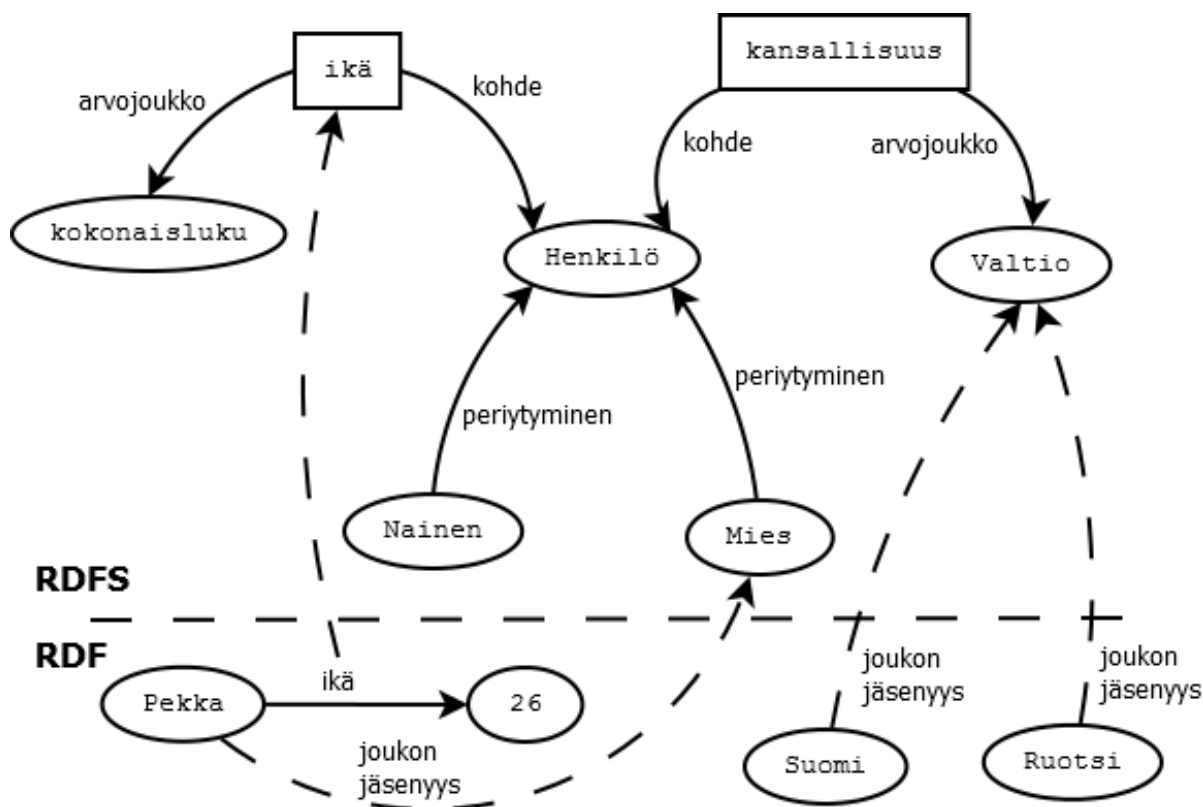 ikä
kansallisuus
arvojoukko
kohde
kohde
arvojoukko
kokonaisluku
Henkilö
Valtio
periytyminen
periytyminen
Nainen
Mies
RDFS
RDF
Pekka
ikä
26
joukon
jäsenyys
joukon
jäsenyys
joukon
jäsenyys
Suomi
Ruotsi